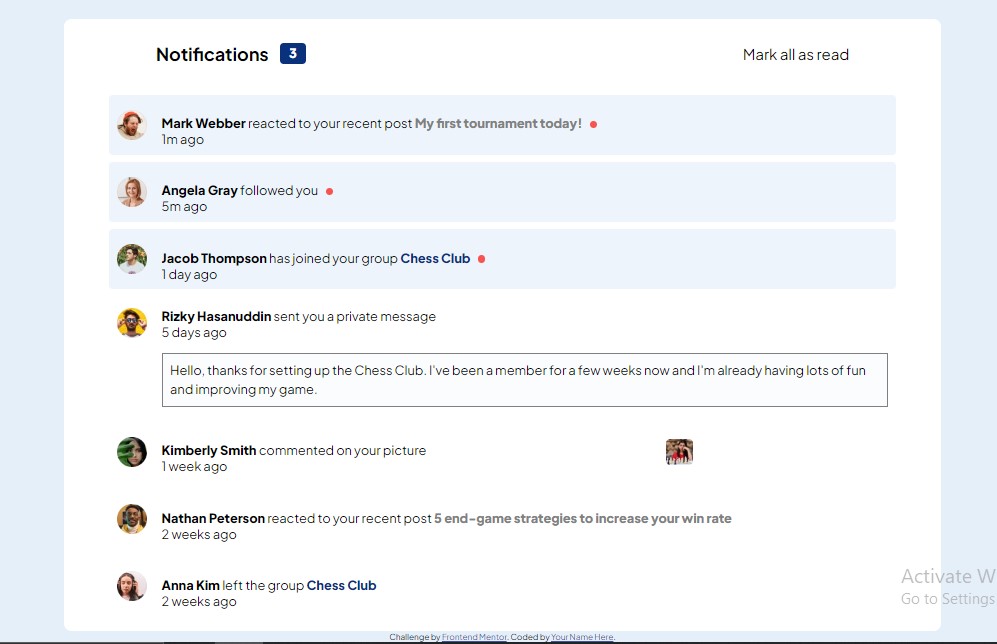 Notifications 3 Mark all as read
Mark Webber reacted to your recent post My first tournament today!
1m ago
Angela Gray followed you
5m ago
Jacob Thompson has joined your group Chess Club
1 day ago
Rizky Hasanuddin sent you a private message
5 days ago
Hello, thanks for setting up the Chess Club. I've been a member for a few weeks now and I'm already having lots of fun
and improving my game.
Kimberly Smith commented on your picture
1 week ago
Nathan Peterson reacted to your recent post 5 end-game strategies to increase your win rate
2 weeks ago
Anna Kim left the group Chess Club
2 weeks ago
Activate W
Go to Settings
Challenge by Frontend Mentor. Coded by Your Name Here.